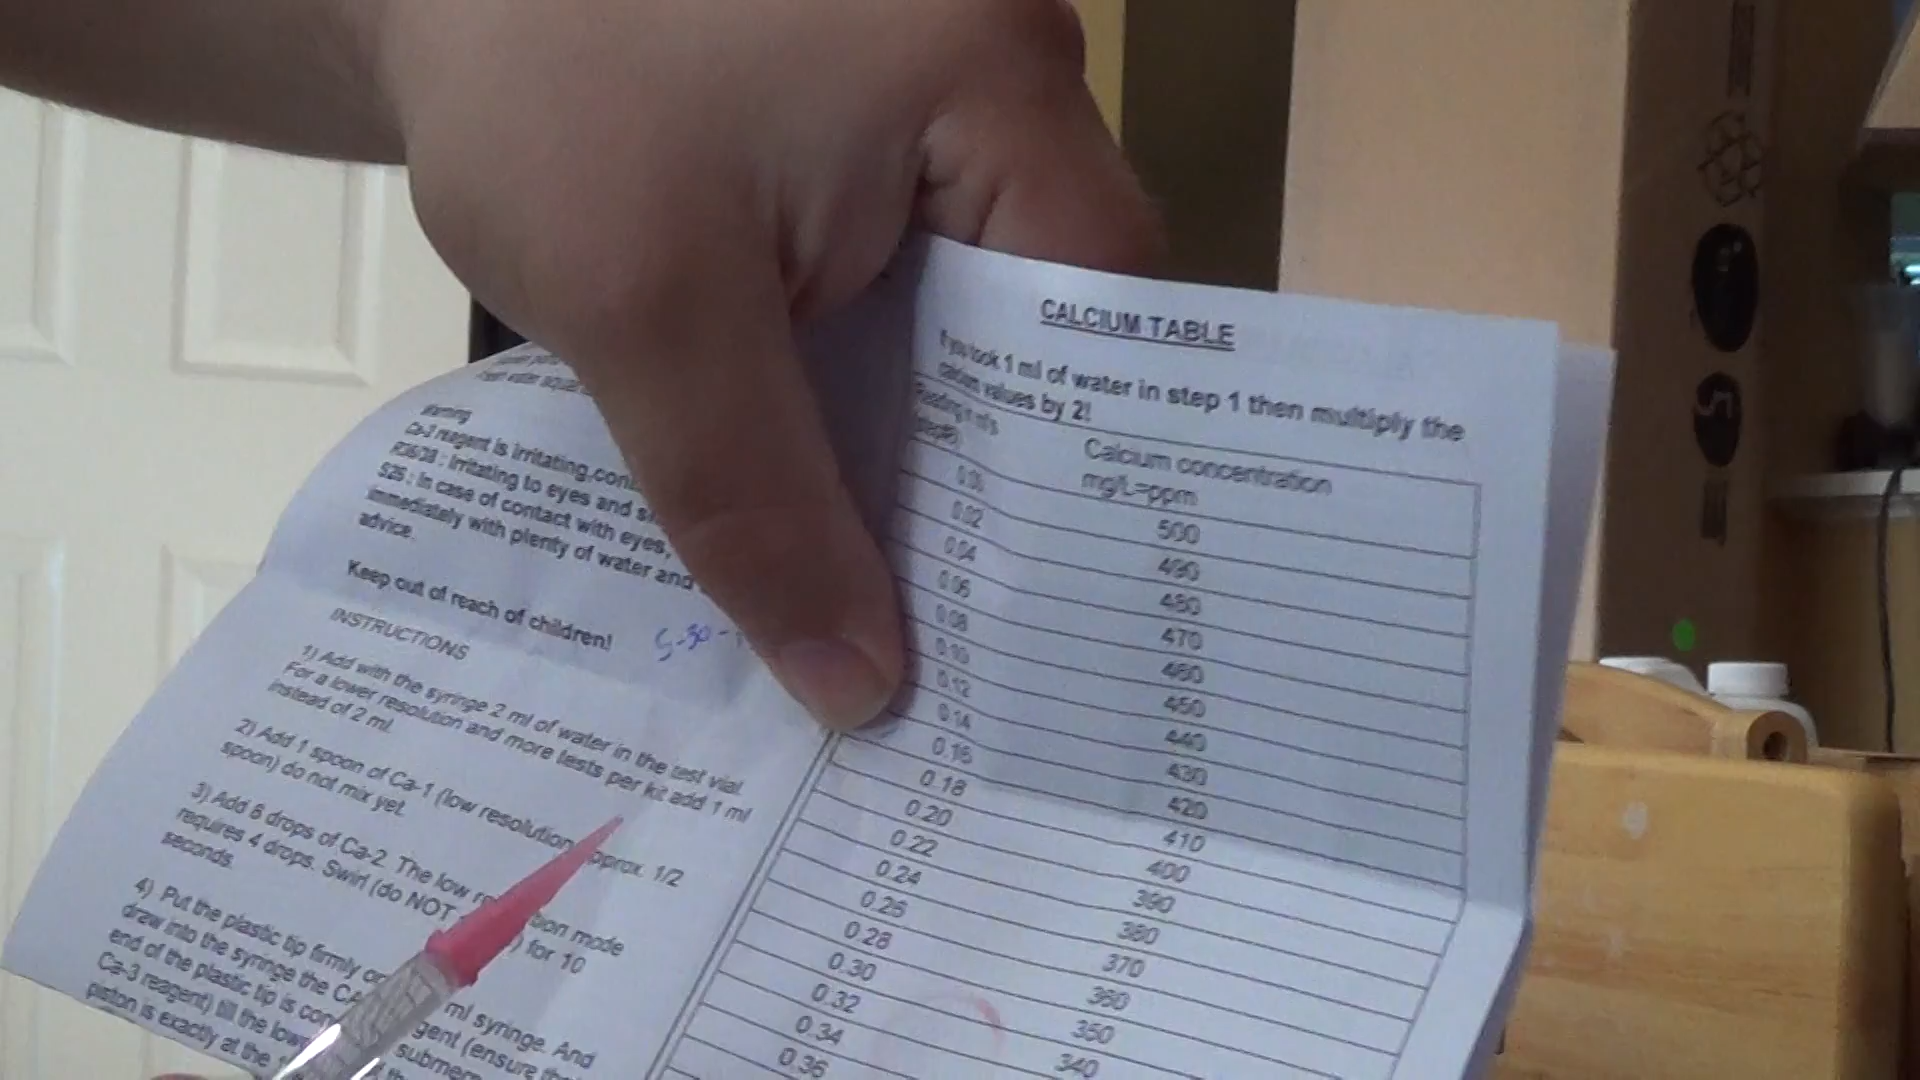 Warning
Ca-2 reagent is irritating,
R36/38 : Irritating to eyes and
S26 : In case of contact with eyes,
immediately with plenty of water and
advice.
Keep out of reach of children!
INSTRUCTIONS
1) Add with the syringe 2 ml of water in the test vial.
For a lower resolution and more tests per kit add 1 ml
instead of 2 ml.
2) Add 1 spoon of Ca-1 (low resolution approx. 1/2
spoon) do not mix yet.
3) Add 6 drops of Ca-2. The low mode
requires 4 drops. Swirl (do NOT for 10
seconds.
4) Put the plastic tip firmly ml syringe. And
draw into the syringe the (ensure
end of the plastic tip is
Ca-3 reagent) till the
piston is exactly at the
CALCIUM TABLE
If you took 1 ml of water in step 1 then multiply the
calcium values by 2!
Reading
Calcium concentration
mg/L=ppm
500
0.02 490
0.04 480
0.06 470
0.08 460
0.10 450
0.12 440
0.14 430
0.16 420
0.18 410
0.20 400
0.22 390
0.24 380
0.26 370
0.28 360
0.30 350
0.32 340
0.34
0.36